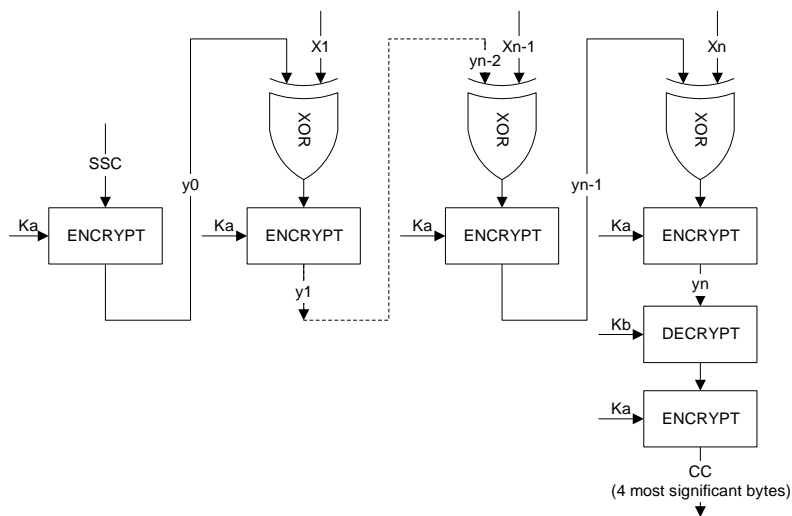 X1
Xn-1
Xn
yn-2
XOR
XOR
XOR
SSC
y0
yn-1
Ka
ENCRYPT
Ka
ENCRYPT
Ka
ENCRYPT
Ka
ENCRYPT
y1
yn
Kb
DECRYPT
Ka
ENCRYPT
CC
(4 most significant bytes)